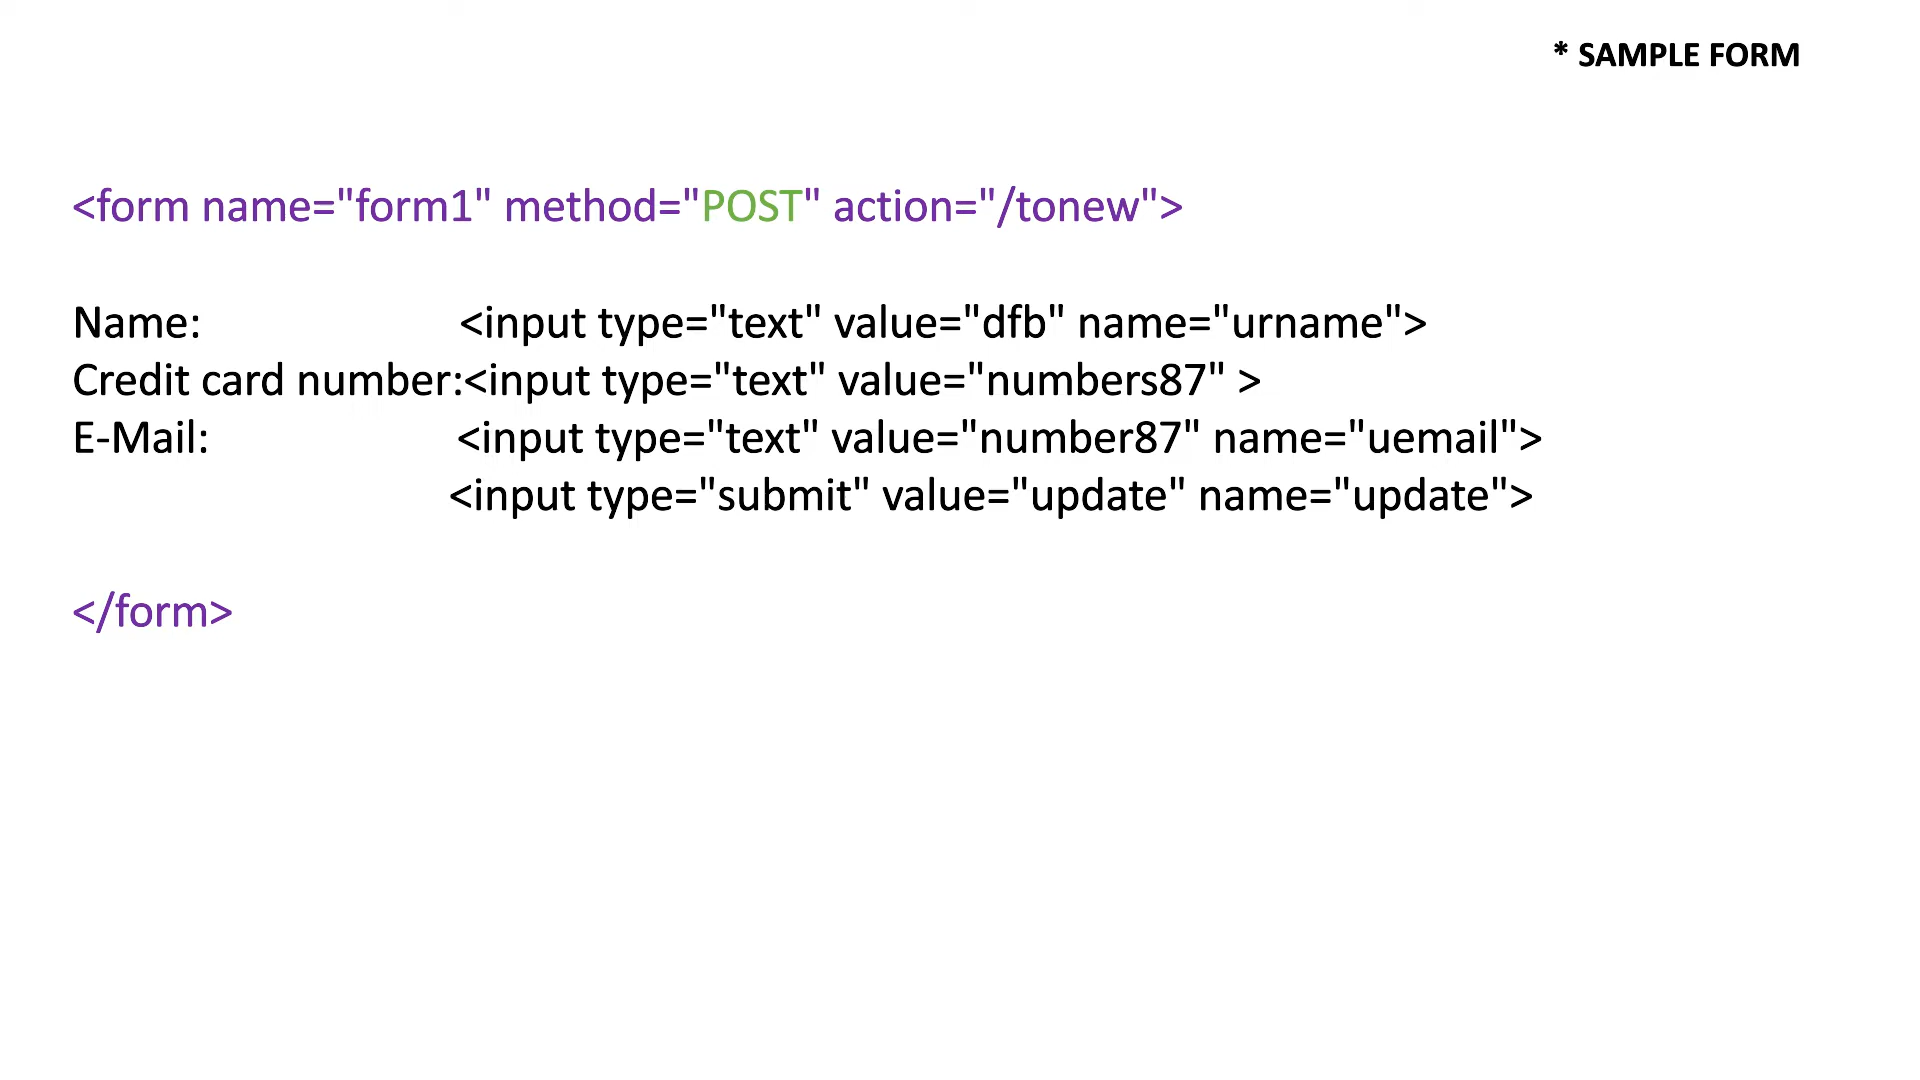 * SAMPLE FORM
<form name="form1" method="POST" action="/tonew">
Name: <input type="text" value="dfb" name="urname">
Credit card number:<input type="text" value="numbers87" >
E-Mail: <input type="text" value="number87" name="uemail">
<input type="submit" value="update" name="update">
</form>